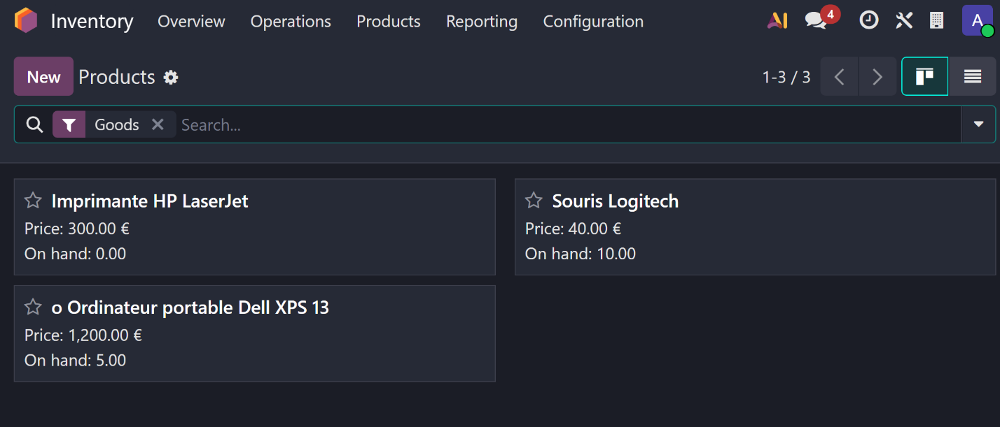 Inventory Overview Operations Products Reporting Configuration AI 4 A
New Products 1-3 / 3
Goods Search...
Imprimante HP LaserJet
Price: 300.00 €
On hand: 0.00
Souris Logitech
Price: 40.00 €
On hand: 10.00
o Ordinateur portable Dell XPS 13
Price: 1,200.00 €
On hand: 5.00